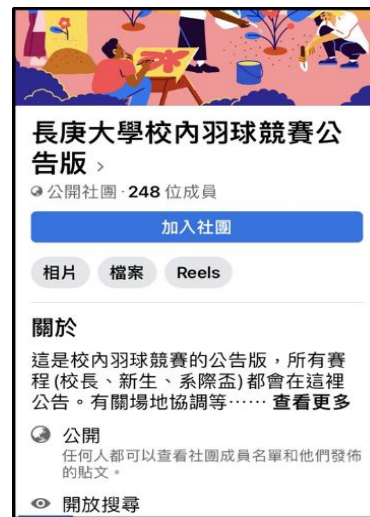 長庚大學校內羽球競賽公
告版 >
公開社團·248 位成員
加入社團
相片 檔案 Reels
關於
這是校內羽球競賽的公告版，所有賽
程(校長、新生、系際盃)都會在這裡
公告。有關場地協調等…… 查看更多
公開
任何人都可以查看社團成員名單和他們發佈
的貼文。
開放搜尋